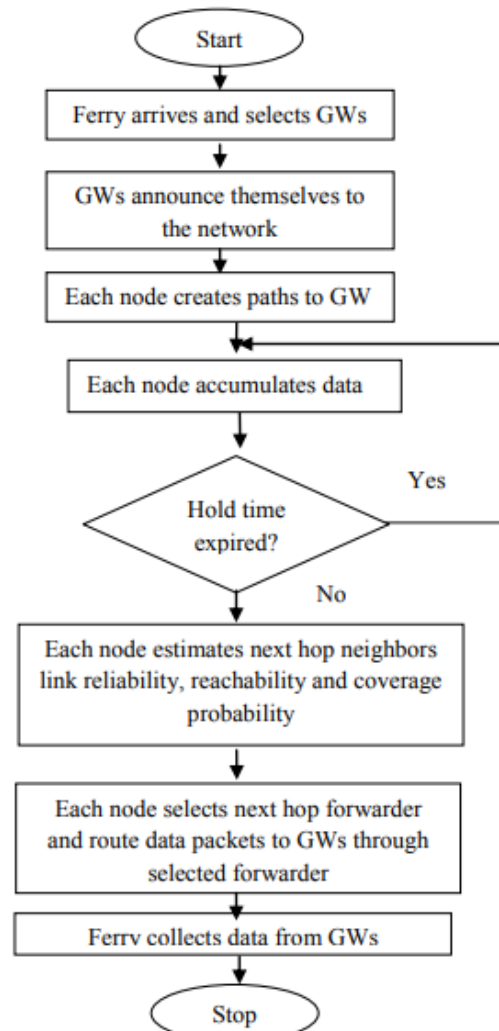 Start
Ferry arrives and selects GWs
GWs announce themselves to
the network
Each node creates paths to GW
Each node accumulates data
Yes
Hold time
expired?
No
Each node estimates next hop neighbors
link reliability, reachability and coverage
probability
Each node selects next hop forwarder
and route data packets to GWs through
selected forwarder
Ferry collects data from GWs
Stop